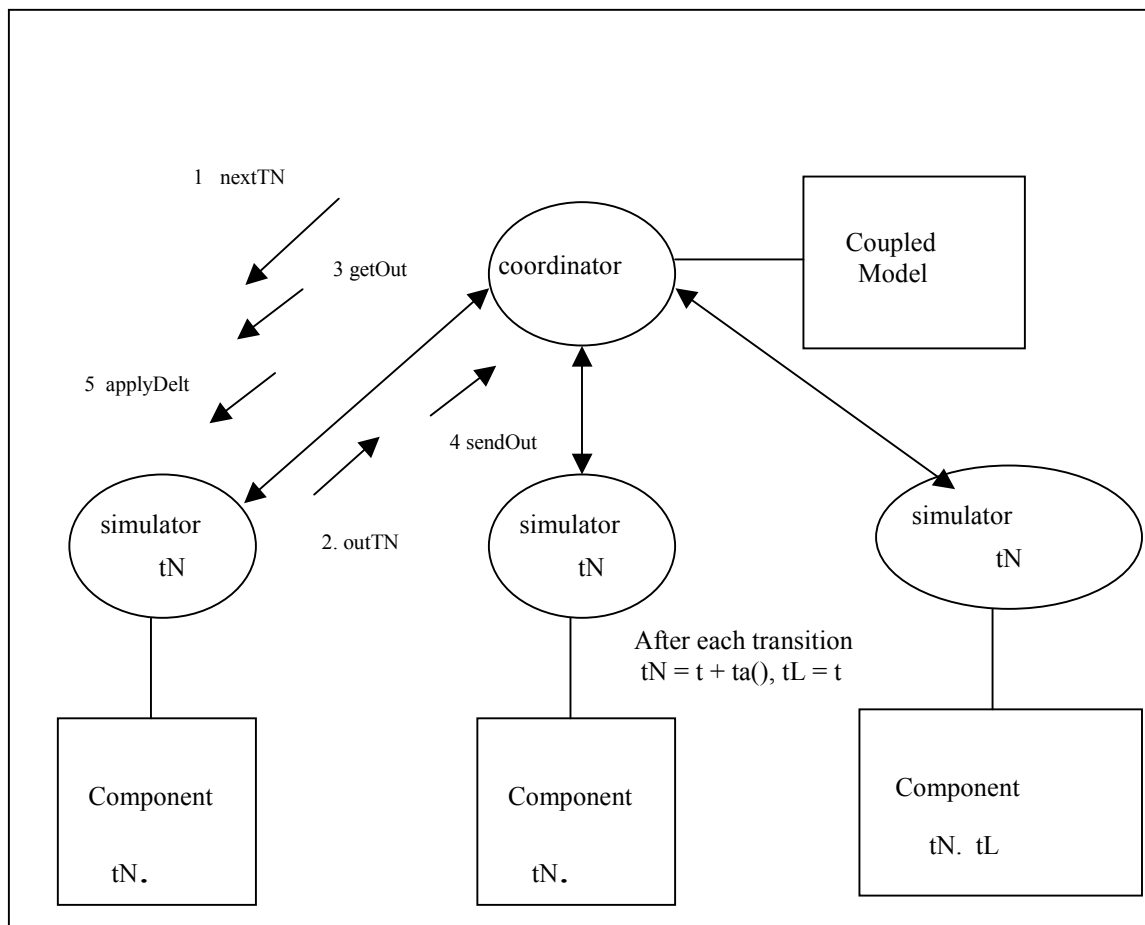 1 nextTN
3 getOut
coordinator
Coupled
Model
5 applyDelt
4 sendOut
2. outTN
simulator
tN
simulator
tN
simulator
tN
After each transition
tN = t + ta(), tL = t
Component
tN.
Component
tN.
Component
tN. tL